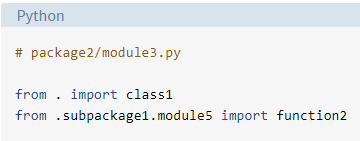 Python
# package2/module3.py
from . import class1
from .subpackage1.module5 import function2